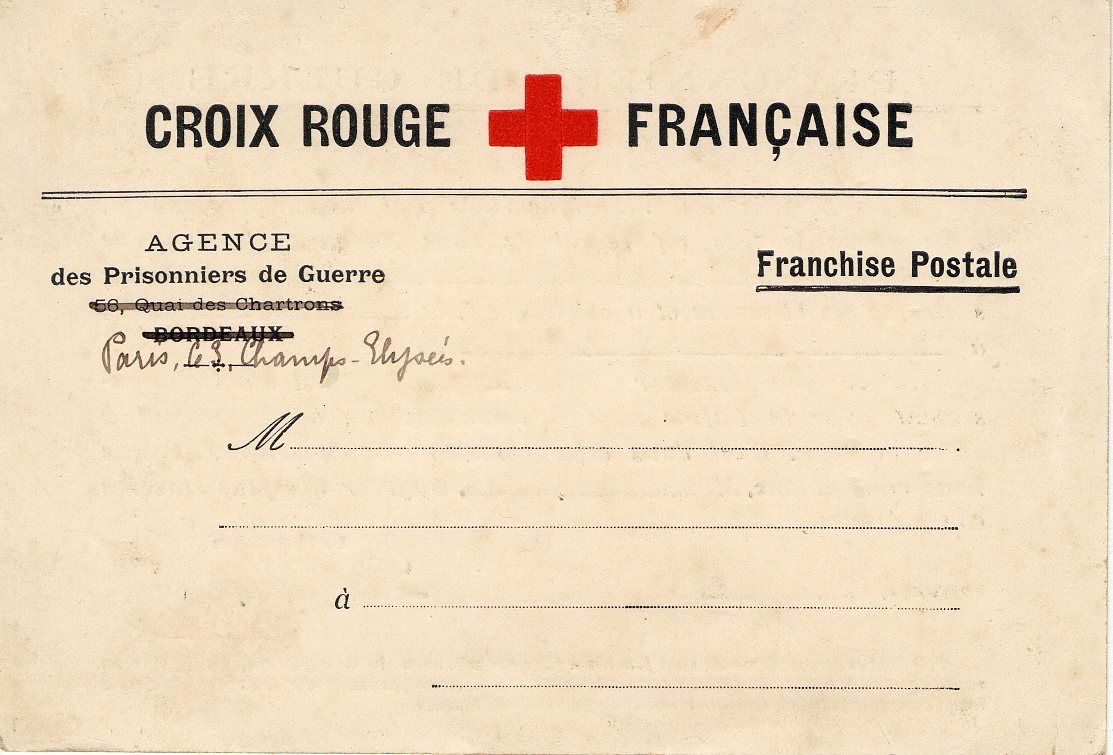 CROIX ROUGE FRANÇAISE
AGENCE
des Prisonniers de Guerre
56, Quai des Chartrons
BORDEAUX
Paris, 63, Champs-Elysées.
Franchise Postale
M
à